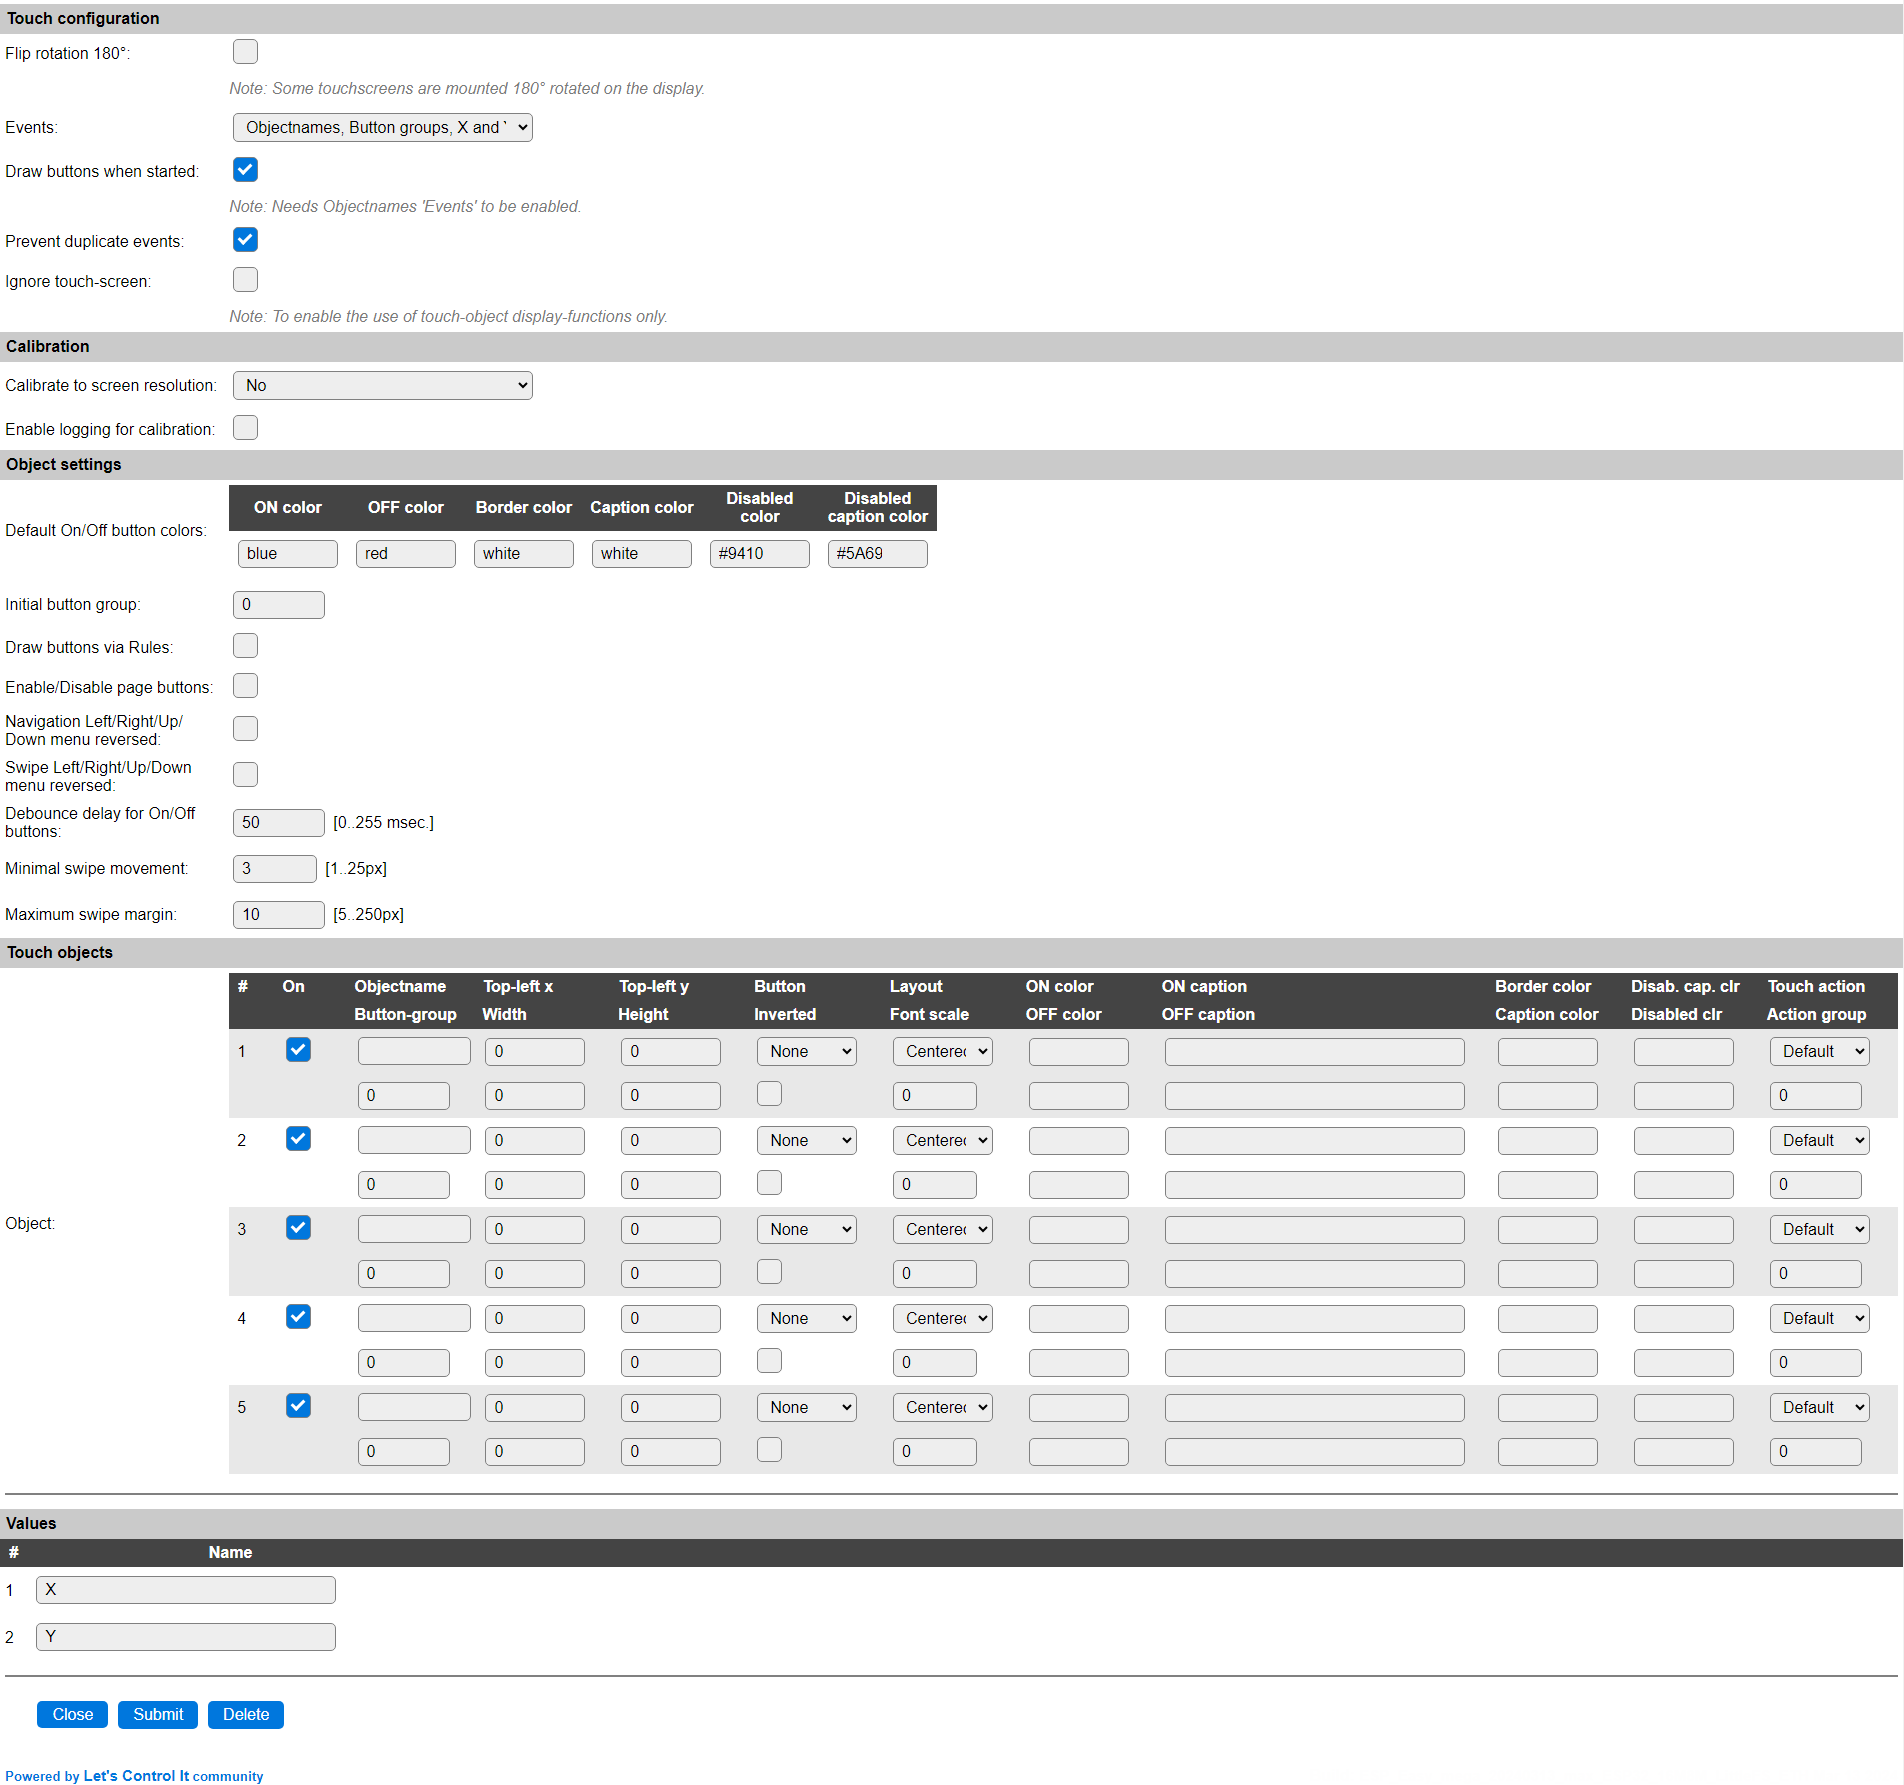 Touch configuration
Flip rotation 180°:
Note: Some touchscreens are mounted 180° rotated on the display.
Events: Objectnames, Button groups, X and
Draw buttons when started:
Note: Needs Objectnames 'Events' to be enabled.
Prevent duplicate events:
Ignore touch-screen:
Note: To enable the use of touch-object display-functions only.
Calibration
Calibrate to screen resolution: No
Enable logging for calibration:
Object settings
Default On/Off button colors:
ON color OFF color Border color Caption color Disabled color Disabled caption color
blue red white white #9410 #5A69
Initial button group: 0
Draw buttons via Rules:
Enable/Disable page buttons:
Navigation Left/Right/Up/
Down menu reversed:
Swipe Left/Right/Up/Down
menu reversed:
Debounce delay for On/Off
buttons: 50 [0..255 msec.]
Minimal swipe movement: 3 [1..25px]
Maximum swipe margin: 10 [5..250px]
Touch objects
Object:
# On Objectname Top-left x Top-left y Button Layout ON color ON caption Border color Disab. cap. clr Touch action
Button-group Width Height Inverted Font scale OFF color OFF caption Caption color Disabled clr Action group
1 0 0 None Centered Default
0 0 0 0 0
2 0 0 None Centered Default
0 0 0 0 0
3 0 0 None Centered Default
0 0 0 0 0
4 0 0 None Centered Default
0 0 0 0 0
5 0 0 None Centered Default
0 0 0 0 0
Values
# Name
1 X
2 Y
Close Submit Delete
Powered by Let's Control It community